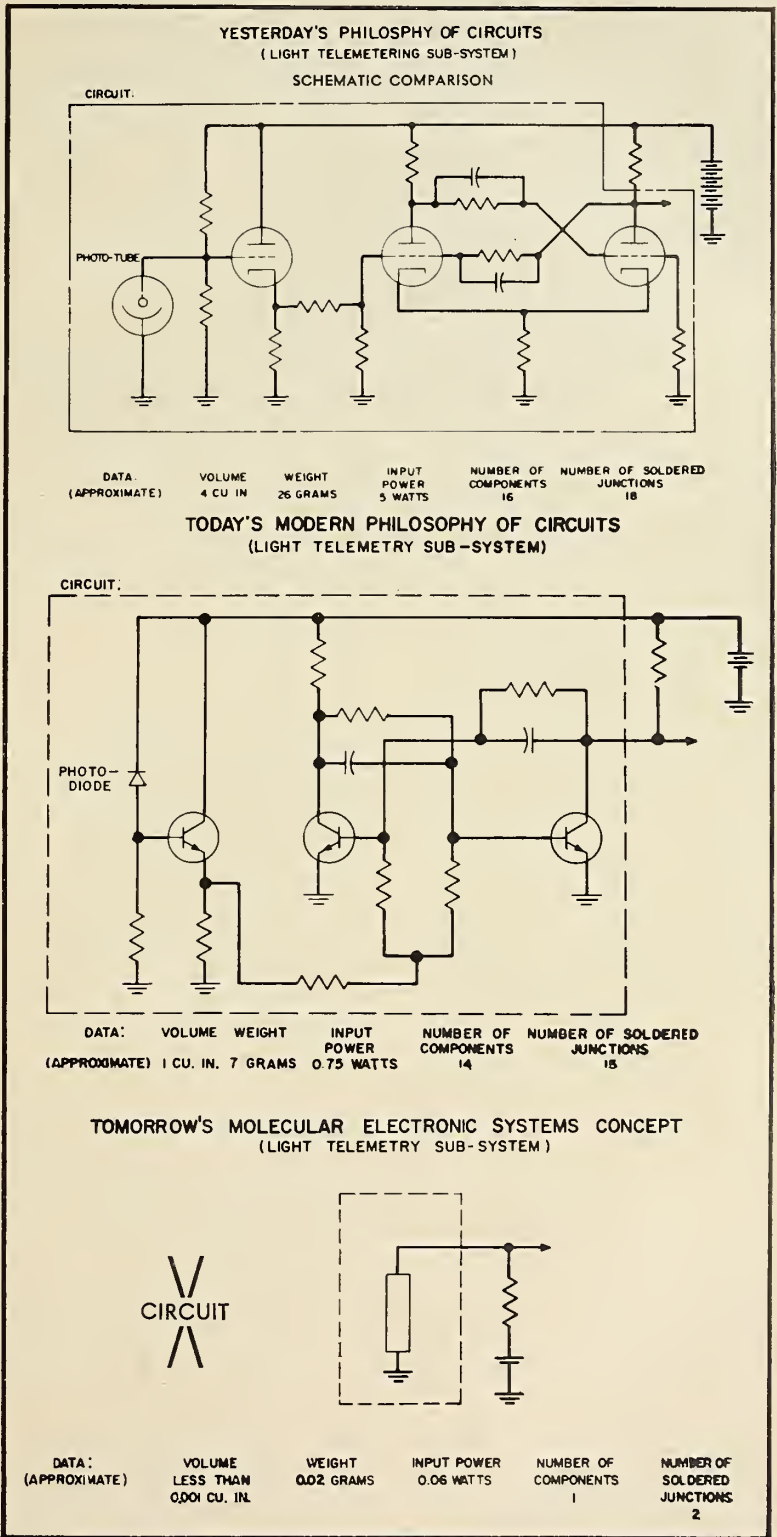 YESTERDAY'S PHILOSPHY OF CIRCUITS
(LIGHT TELEMETERING SUB-SYSTEM)
SCHEMATIC COMPARISON
CIRCUIT:
PHOTO-TUBE
DATA: VOLUME WEIGHT INPUT POWER NUMBER OF COMPONENTS NUMBER OF SOLDERED JUNCTIONS
(APPROXIMATE) 4 CU IN 26 GRAMS 5 WATTS 16 18
TODAY'S MODERN PHILOSOPHY OF CIRCUITS
(LIGHT TELEMETRY SUB-SYSTEM)
CIRCUIT:
PHOTO-
DIODE
DATA: VOLUME WEIGHT INPUT POWER NUMBER OF COMPONENTS NUMBER OF SOLDERED JUNCTIONS
(APPROXIMATE) 1 CU. IN. 7 GRAMS 0.75 WATTS 14 15
TOMORROW'S MOLECULAR ELECTRONIC SYSTEMS CONCEPT
(LIGHT TELEMETRY SUB-SYSTEM)
CIRCUIT
DATA: VOLUME WEIGHT INPUT POWER NUMBER OF NUMBER OF
(APPROXIMATE) LESS THAN 0.02 GRAMS 0.06 WATTS COMPONENTS SOLDERED
0.001 CU. IN. 1 JUNCTIONS
2